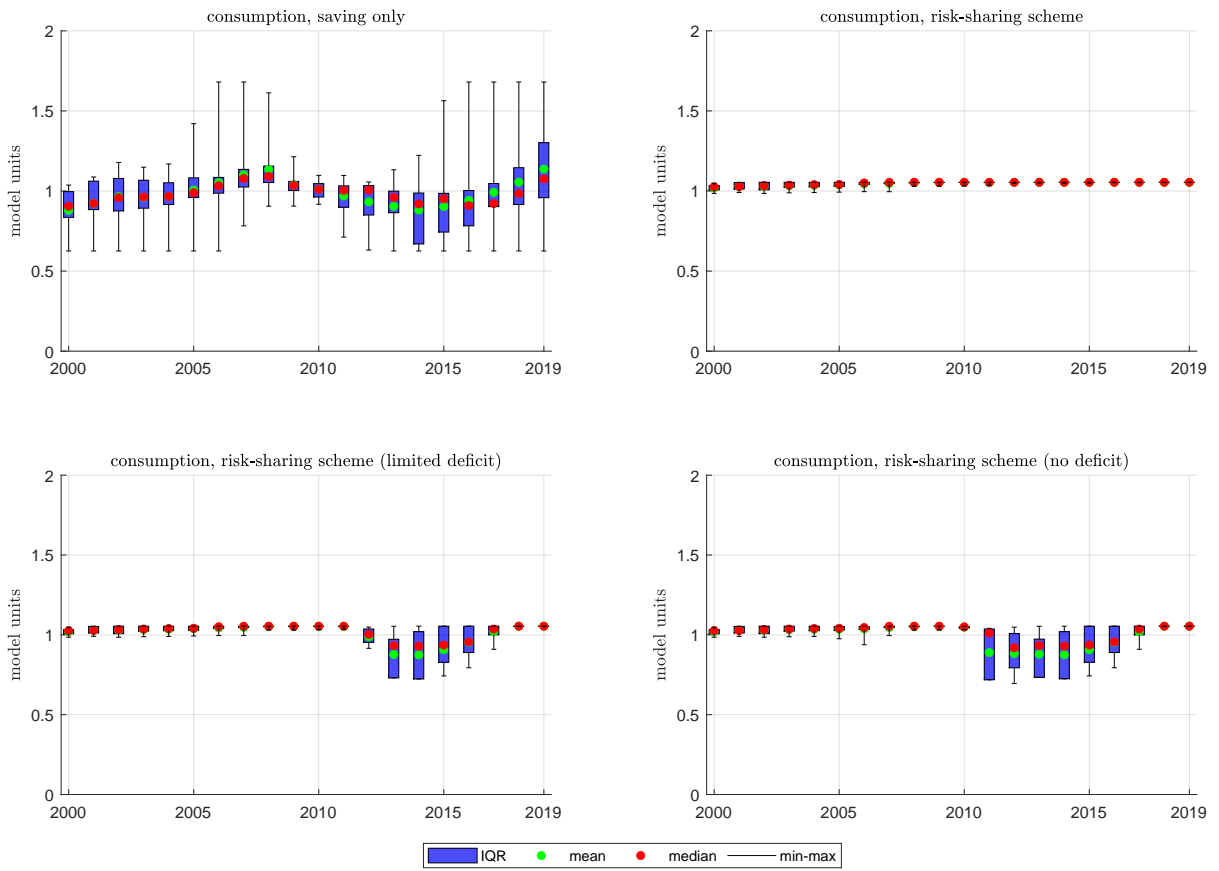 consumption, saving only
2
1.5
1
0.5
0
model units
2000 2005 2010 2015 2019
consumption, risk-sharing scheme
2
1.5
1
0.5
0
model units
2000 2005 2010 2015 2019
consumption, risk-sharing scheme (limited deficit)
2
1.5
1
0.5
0
model units
2000 2005 2010 2015 2019
consumption, risk-sharing scheme (no deficit)
2
1.5
1
0.5
0
model units
2000 2005 2010 2015 2019
IQR mean median min-max